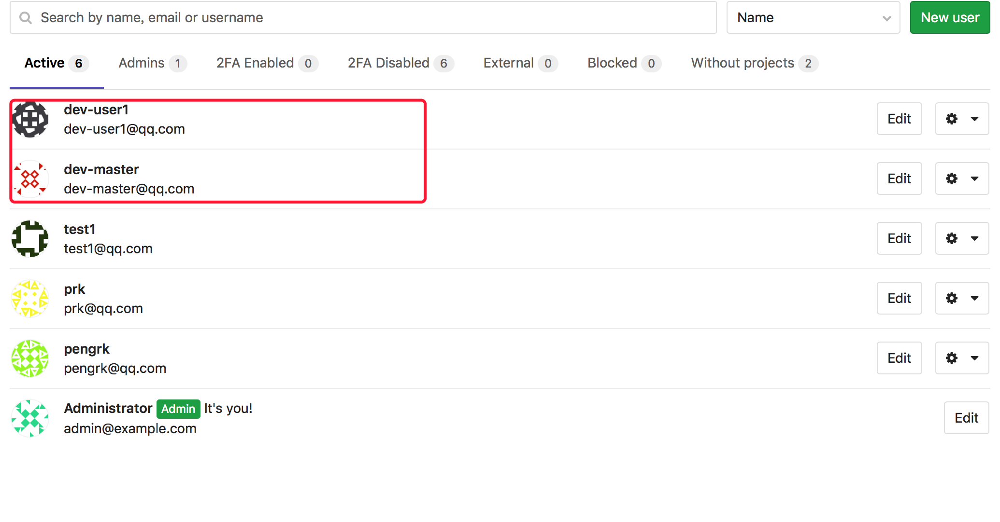 Search by name, email or username
Name
New user
Active 6
Admins 1
2FA Enabled 0
2FA Disabled 6
External 0
Blocked 0
Without projects 2
dev-user1
dev-user1@qq.com
Edit
dev-master
dev-master@qq.com
Edit
test1
test1@qq.com
Edit
prk
prk@qq.com
Edit
pengrk
pengrk@qq.com
Edit
Administrator Admin It's you!
admin@example.com
Edit